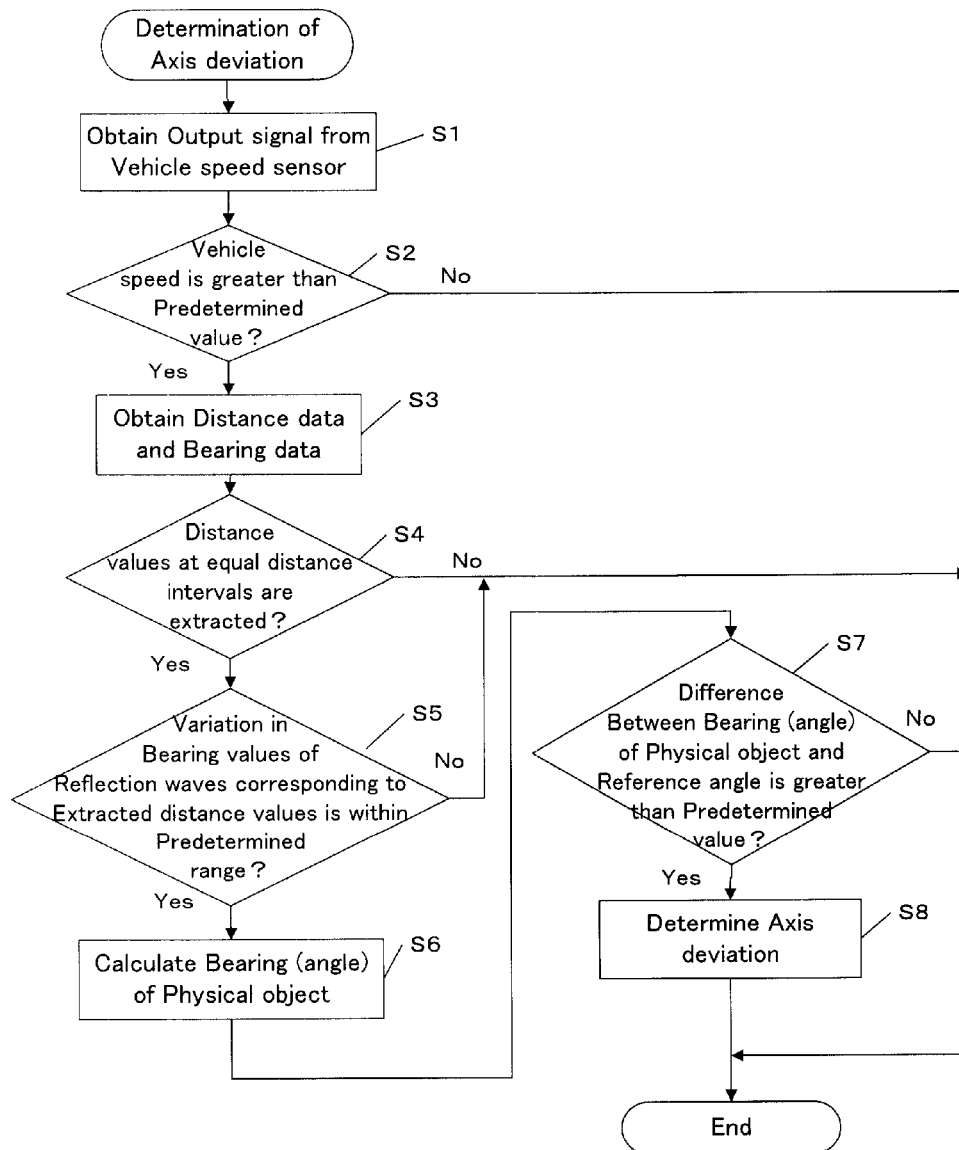 Determination of
Axis deviation
Obtain Output signal from
Vehicle speed sensor
S1
Vehicle
speed is greater than
Predetermined
value?
S2
No
Yes
Obtain Distance data
and Bearing data
S3
Distance
values at equal distance
intervals are
extracted?
S4
No
Yes
Variation in
Bearing values of
Reflection waves corresponding to
Extracted distance values is within
Predetermined
range?
S5
No
Yes
Calculate Bearing (angle)
of Physical object
S6
Difference
Between Bearing (angle)
of Physical object and
Reference angle is greater
than Predetermined
value?
S7
No
Yes
Determine Axis
deviation
S8
End